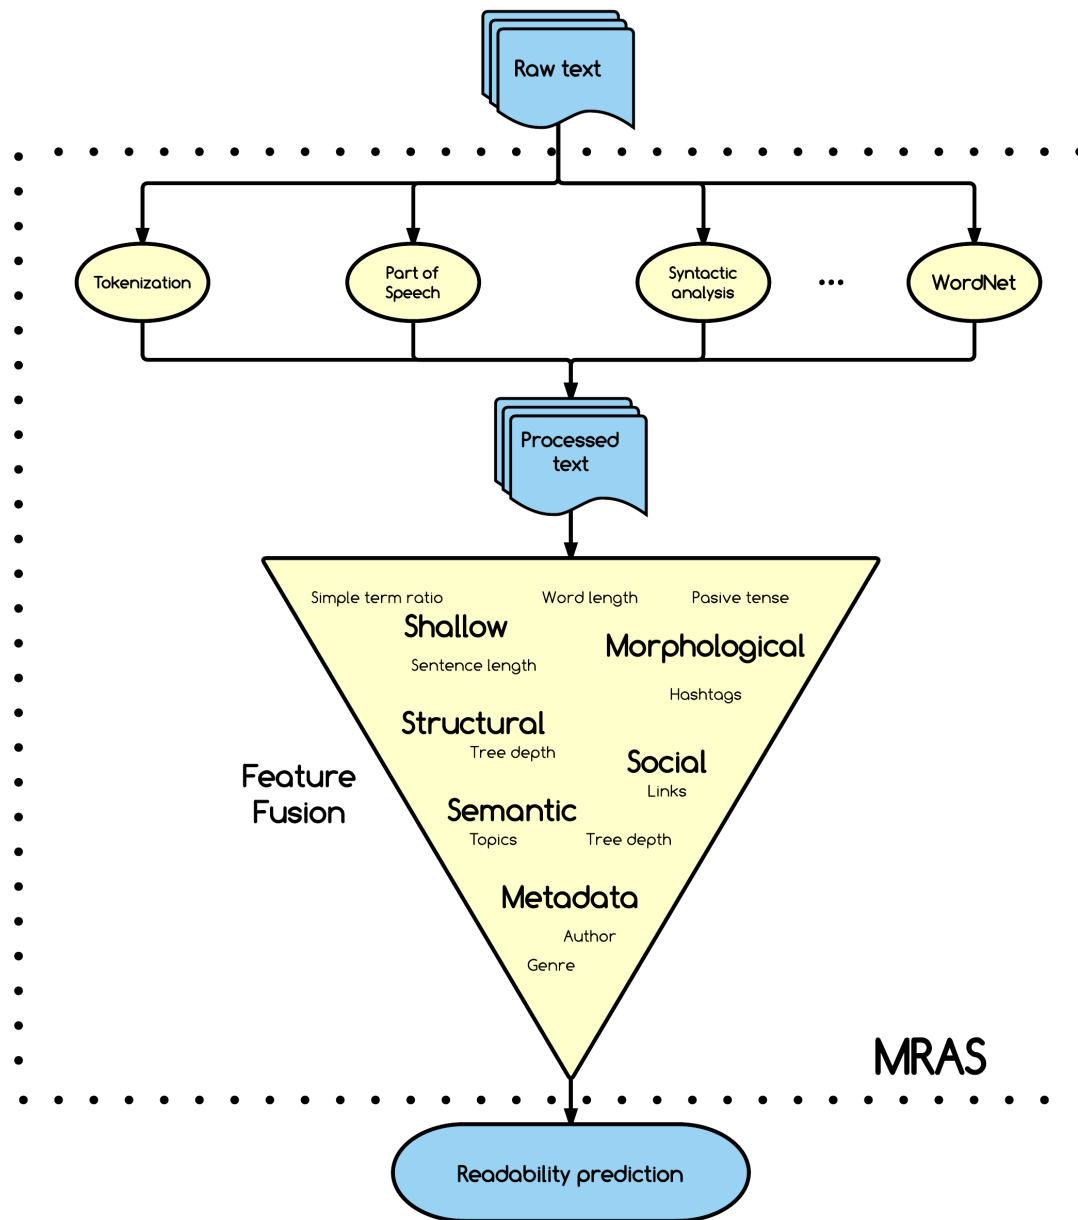 Raw text
Tokenization
Part of
Speech
Syntactic
analysis
...
WordNet
Processed
text
Simple term ratio
Word length
Pasive tense
Shallow
Morphological
Sentence length
Hashtags
Structural
Tree depth
Social
Links
Feature
Fusion
Semantic
Topics
Tree depth
Metadata
Author
Genre
MRAS
Readability prediction